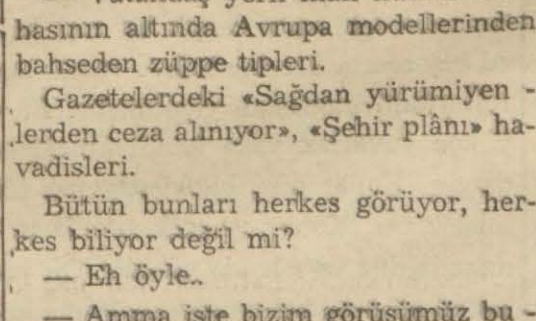 hasının altında Avrupa modellerinden
bahseden züppe tipleri.
Gazetelerdeki «Sağdan yürümiyen -
lerden ceza alınıyor», «Şehir plânı» ha-
vadisleri.
Bütün bunları herkes görüyor, her-
kes biliyor değil mi?
— Eh öyle..
— Amma işte bizim görüşümüz bu -